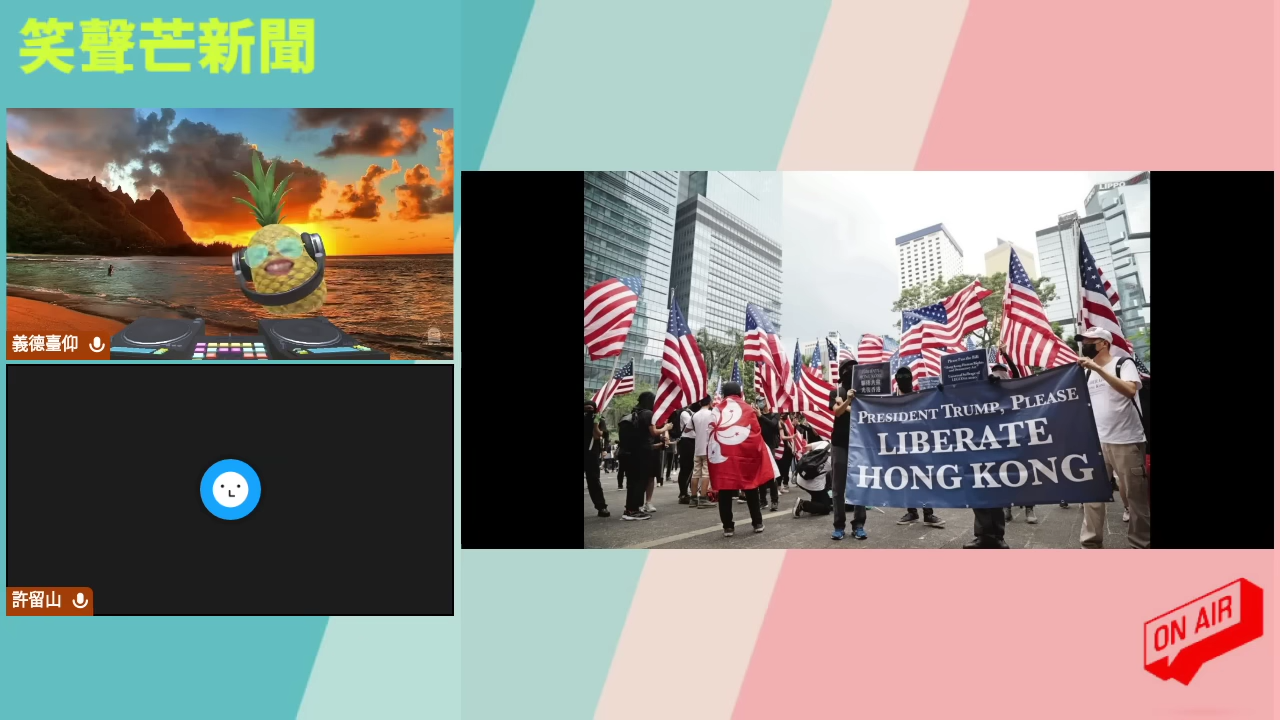 笑聲芒新聞
義德臺仰
許留山
LIPPO
PRESIDENT TRUMP, PLEASE
LIBERATE
HONG KONG
ON AIR